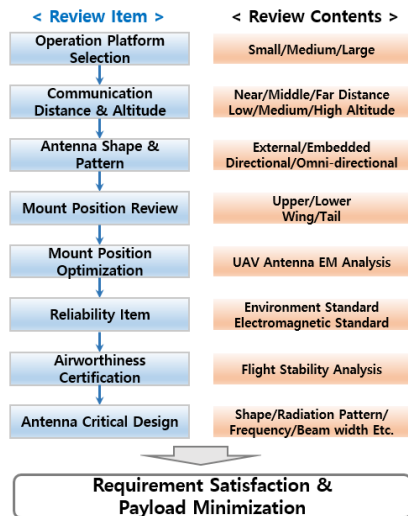 < Review Item >
< Review Contents >
Operation Platform
Selection
Small/Medium/Large
Communication
Distance & Altitude
Near/Middle/Far Distance
Low/Medium/High Altitude
Antenna Shape &
Pattern
External/Embedded
Directional/Omni-directional
Mount Position Review
Upper/Lower
Wing/Tail
Mount Position
Optimization
UAV Antenna EM Analysis
Reliability Item
Environment Standard
Electromagnetic Standard
Airworthiness
Certification
Flight Stability Analysis
Antenna Critical Design
Shape/Radiation Pattern/
Frequency/Beam width Etc.
Requirement Satisfaction &
Payload Minimization